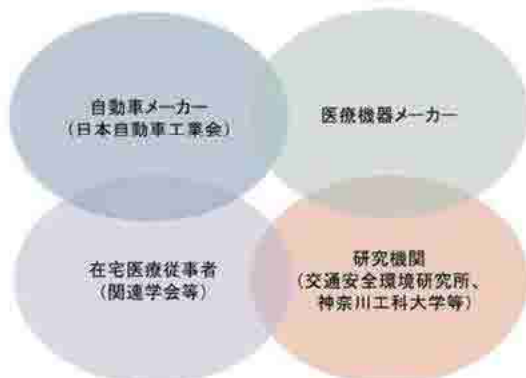 自動車メーカー
(日本自動車工業会)
医療機器メーカー
在宅医療従事者
(関連学会等)
研究機関
(交通安全環境研究所、
神奈川工科大学等)